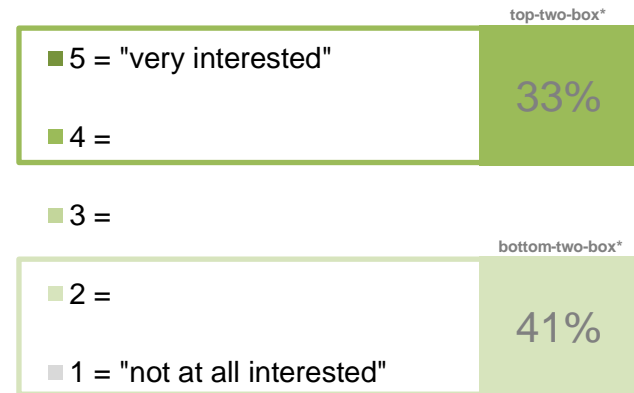 top-two-box*
5 = "very interested"
33%
4 =
3 =
bottom-two-box*
2 =
41%
1 = "not at all interested"